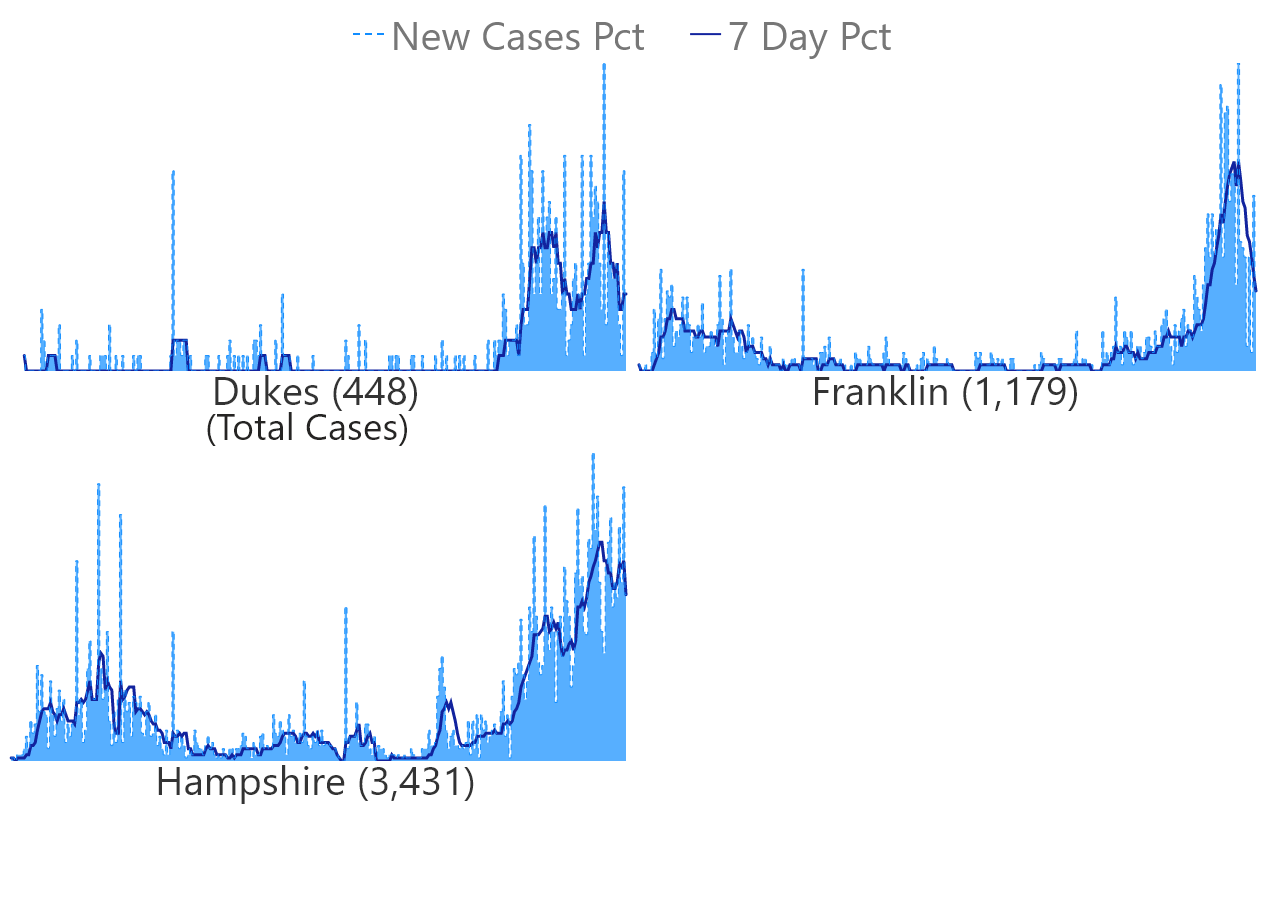 New Cases Pct 7 Day Pct
Dukes (448)
(Total Cases)
Franklin (1,179)
Hampshire (3,431)